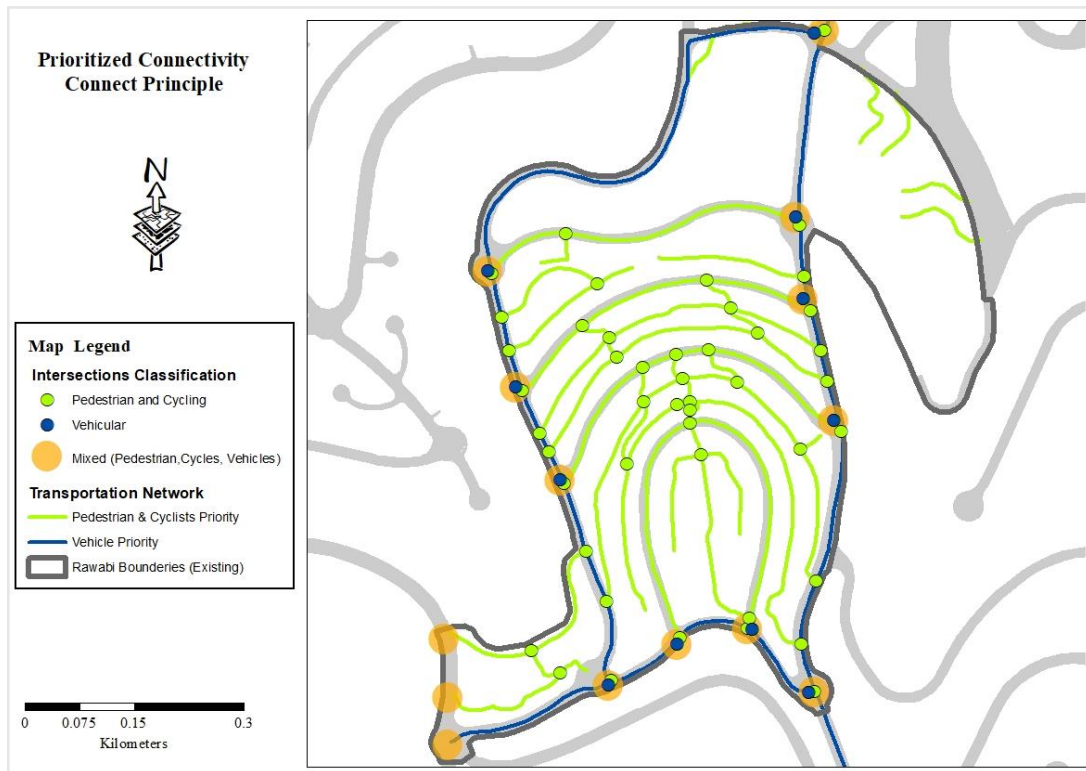 Prioritized Connectivity
Connect Principle
N
Map Legend
Intersections Classification
Pedestrian and Cycling
Vehicular
Mixed (Pedestrian,Cycles, Vehicles)
Transportation Network
Pedestrian & Cyclists Priority
Vehicle Priority
Rawabi Bounderies (Existing)
0 0.075 0.15 0.3
Kilometers